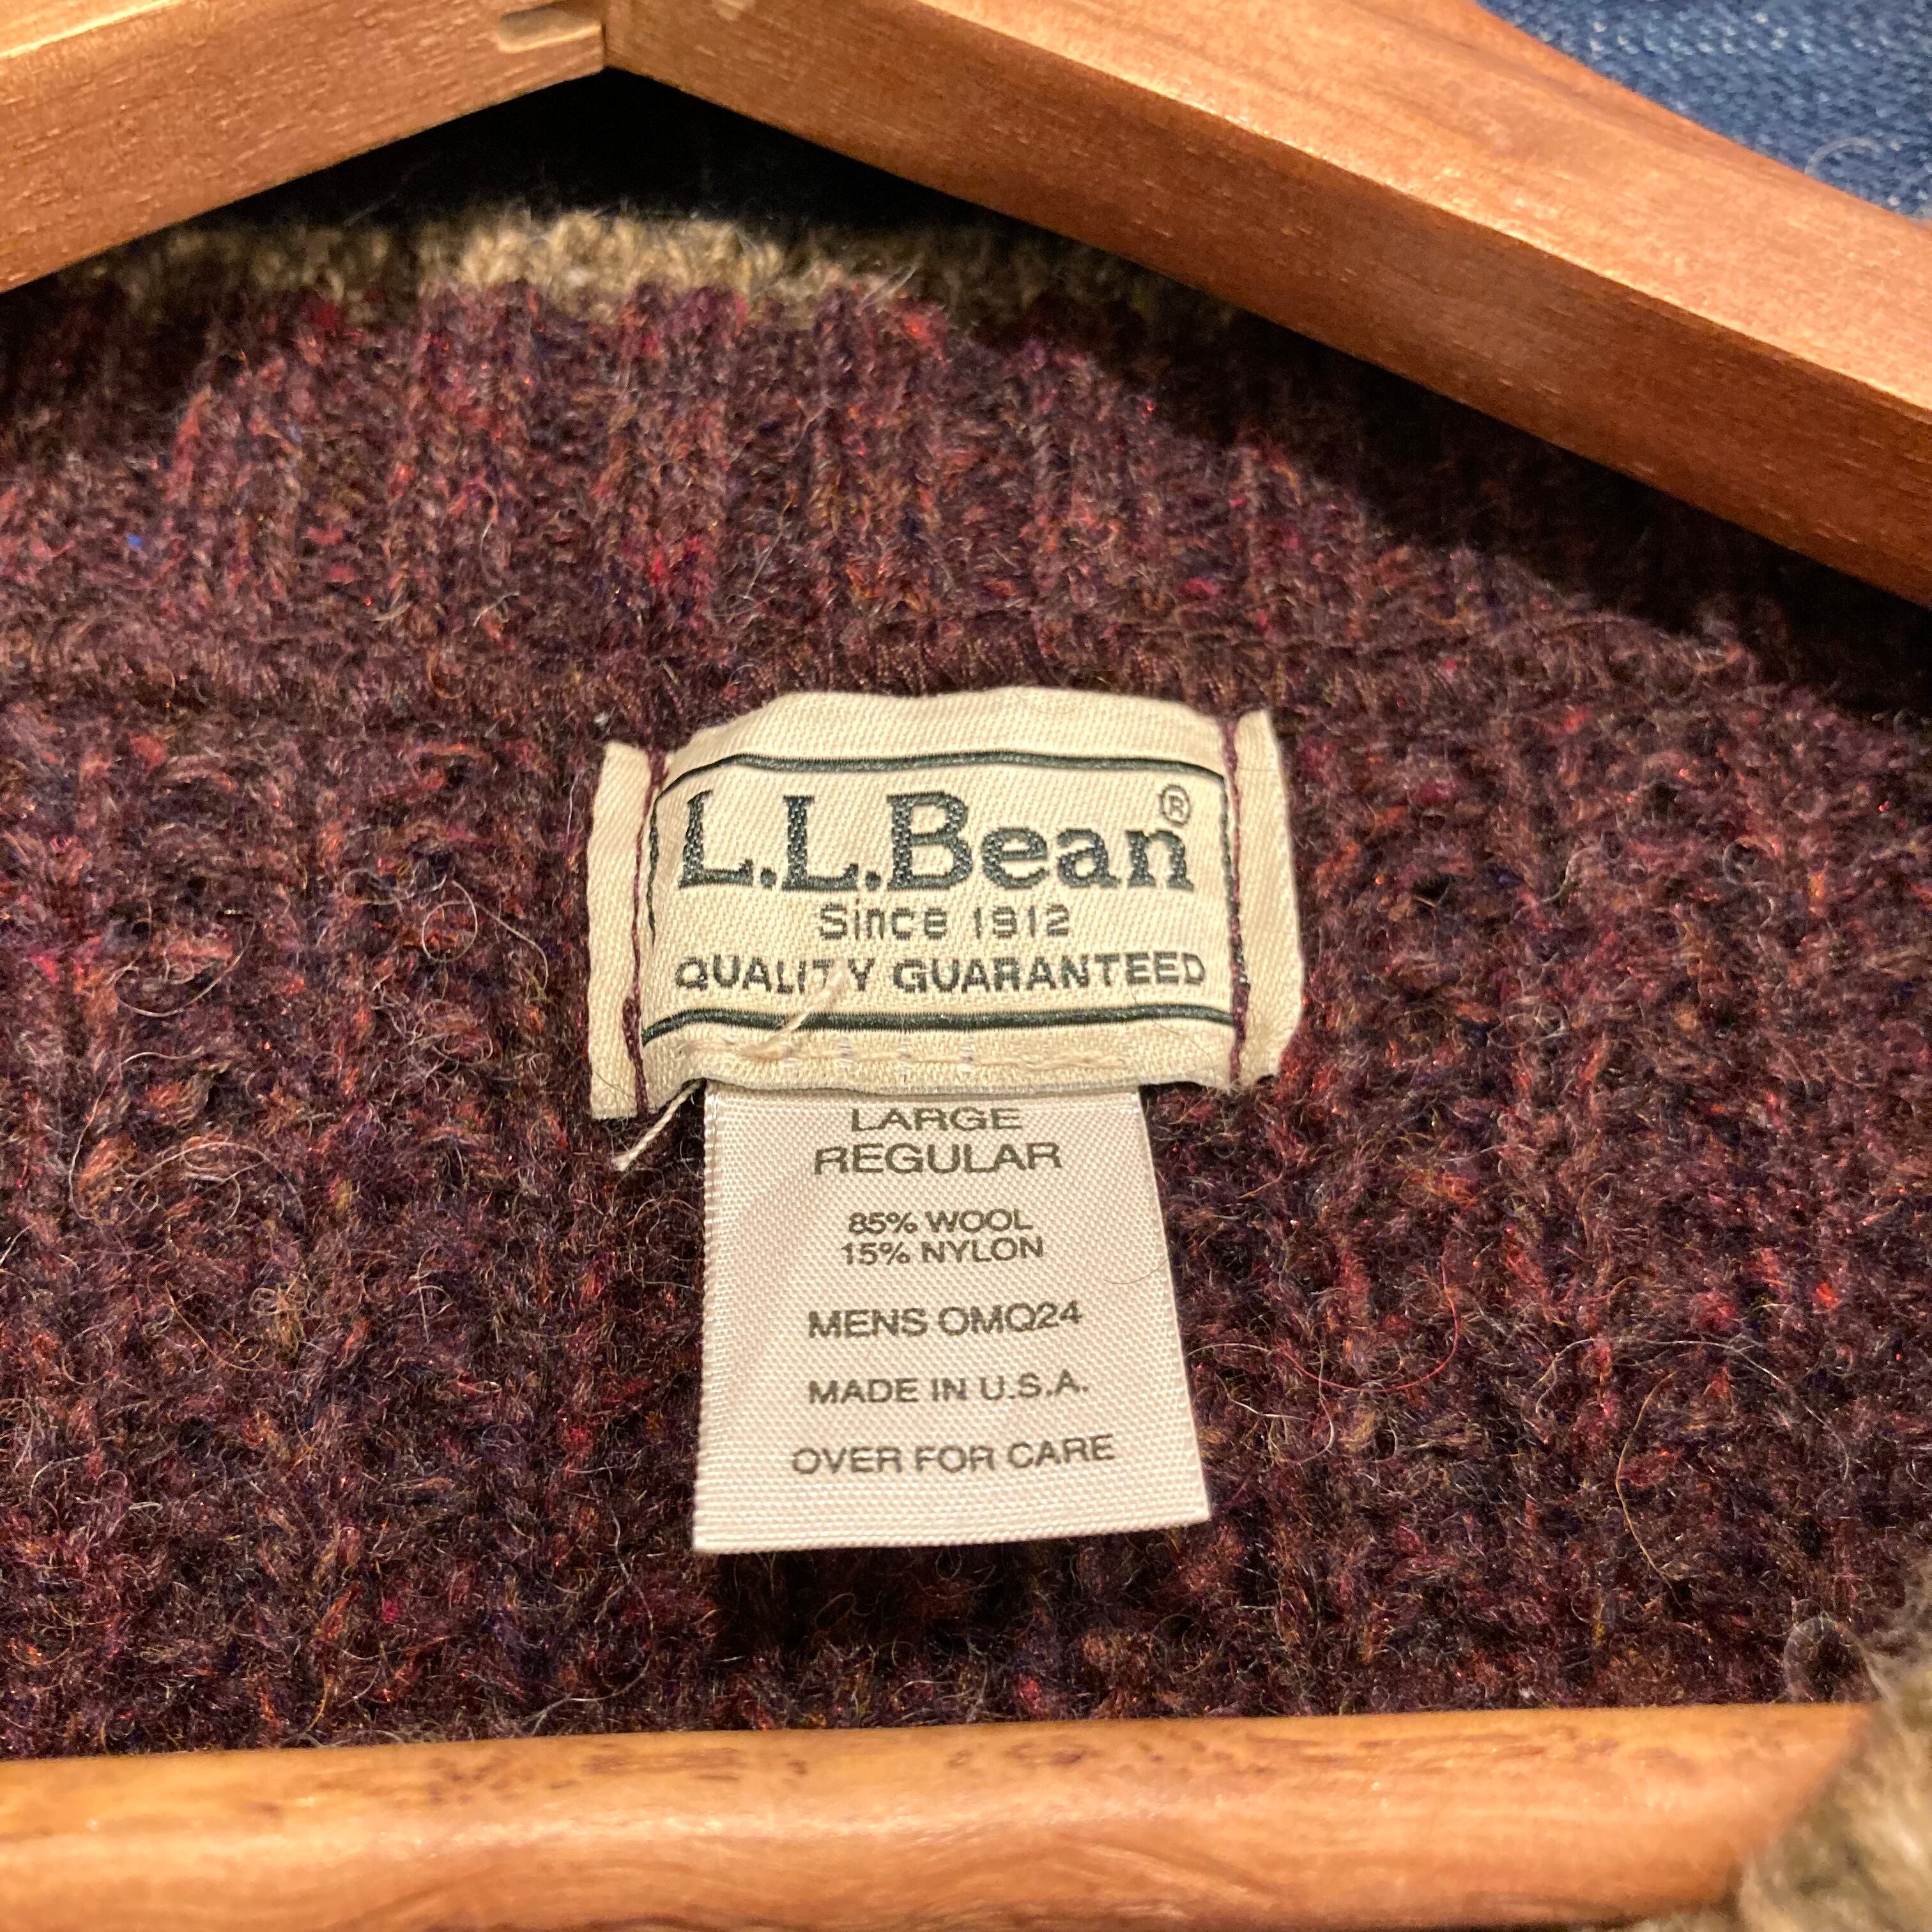 L.L.Bean®
Since 1912
QUALITY GUARANTEED
LARGE
REGULAR
85% WOOL
15% NYLON
MENS OMQ24
MADE IN U.S.A.
OVER FOR CARE